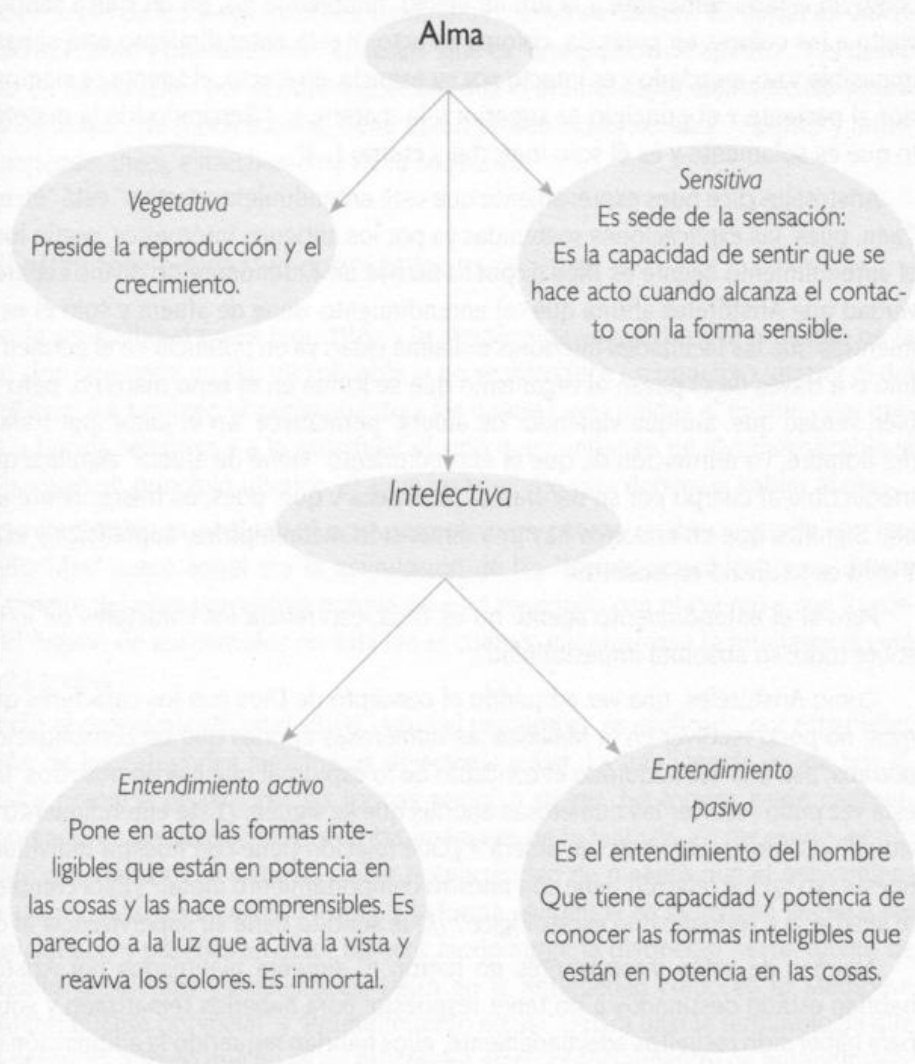 Alma
Vegetativa
Preside la reproducción y el
crecimiento.
Sensitiva
Es sede de la sensación:
Es la capacidad de sentir que se
hace acto cuando alcanza el contac-
to con la forma sensible.
Intelectiva
Entendimiento activo
Pone en acto las formas inte-
ligibles que están en potencia en
las cosas y las hace comprensibles. Es
parecido a la luz que activa la vista y
reaviva los colores. Es inmortal.
Entendimiento
pasivo
Es el entendimiento del hombre
Que tiene capacidad y potencia de
conocer las formas inteligibles que
están en potencia en las cosas.